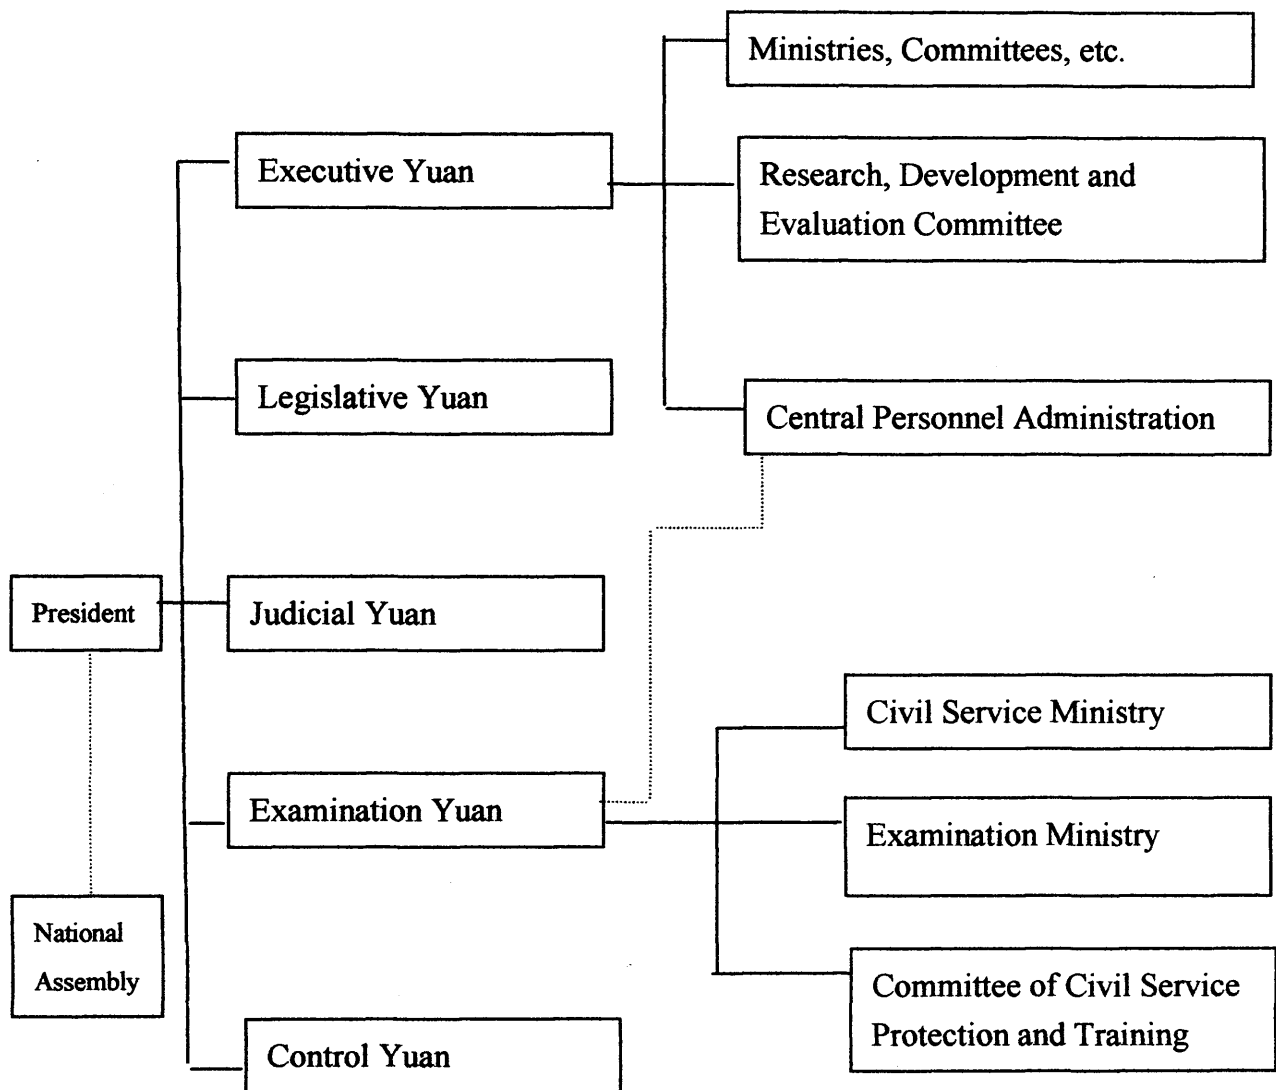 Ministries, Committees, etc.
Executive Yuan
Research, Development and
Evaluation Committee
Legislative Yuan
Central Personnel Administration
President
Judicial Yuan
Civil Service Ministry
Examination Yuan
Examination Ministry
National
Assembly
Committee of Civil Service
Protection and Training
Control Yuan